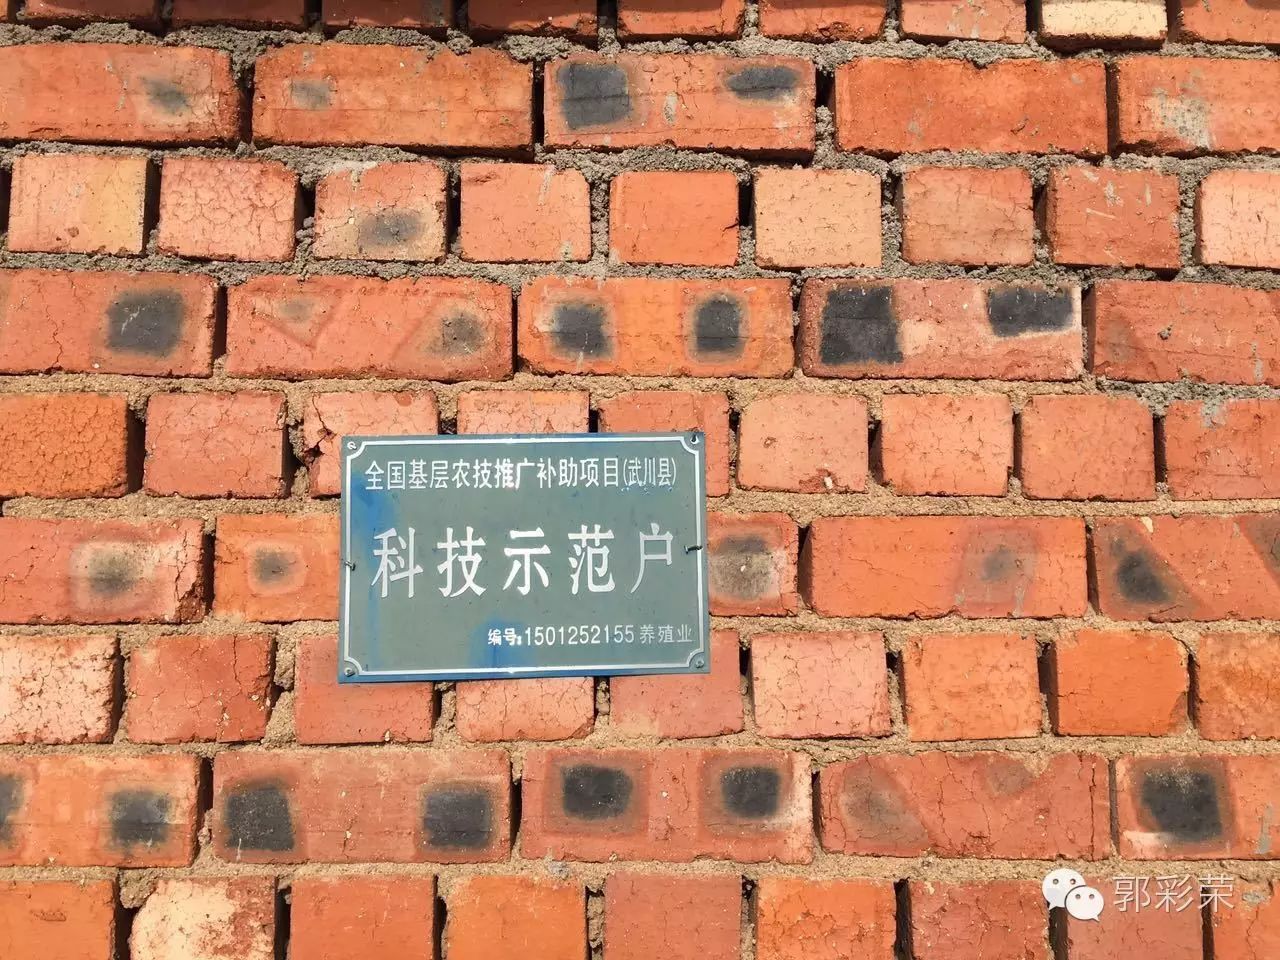 全国基层农技推广补助项目(武川县)
科技示范户
编号:1501252155 养殖业
郭彩荣